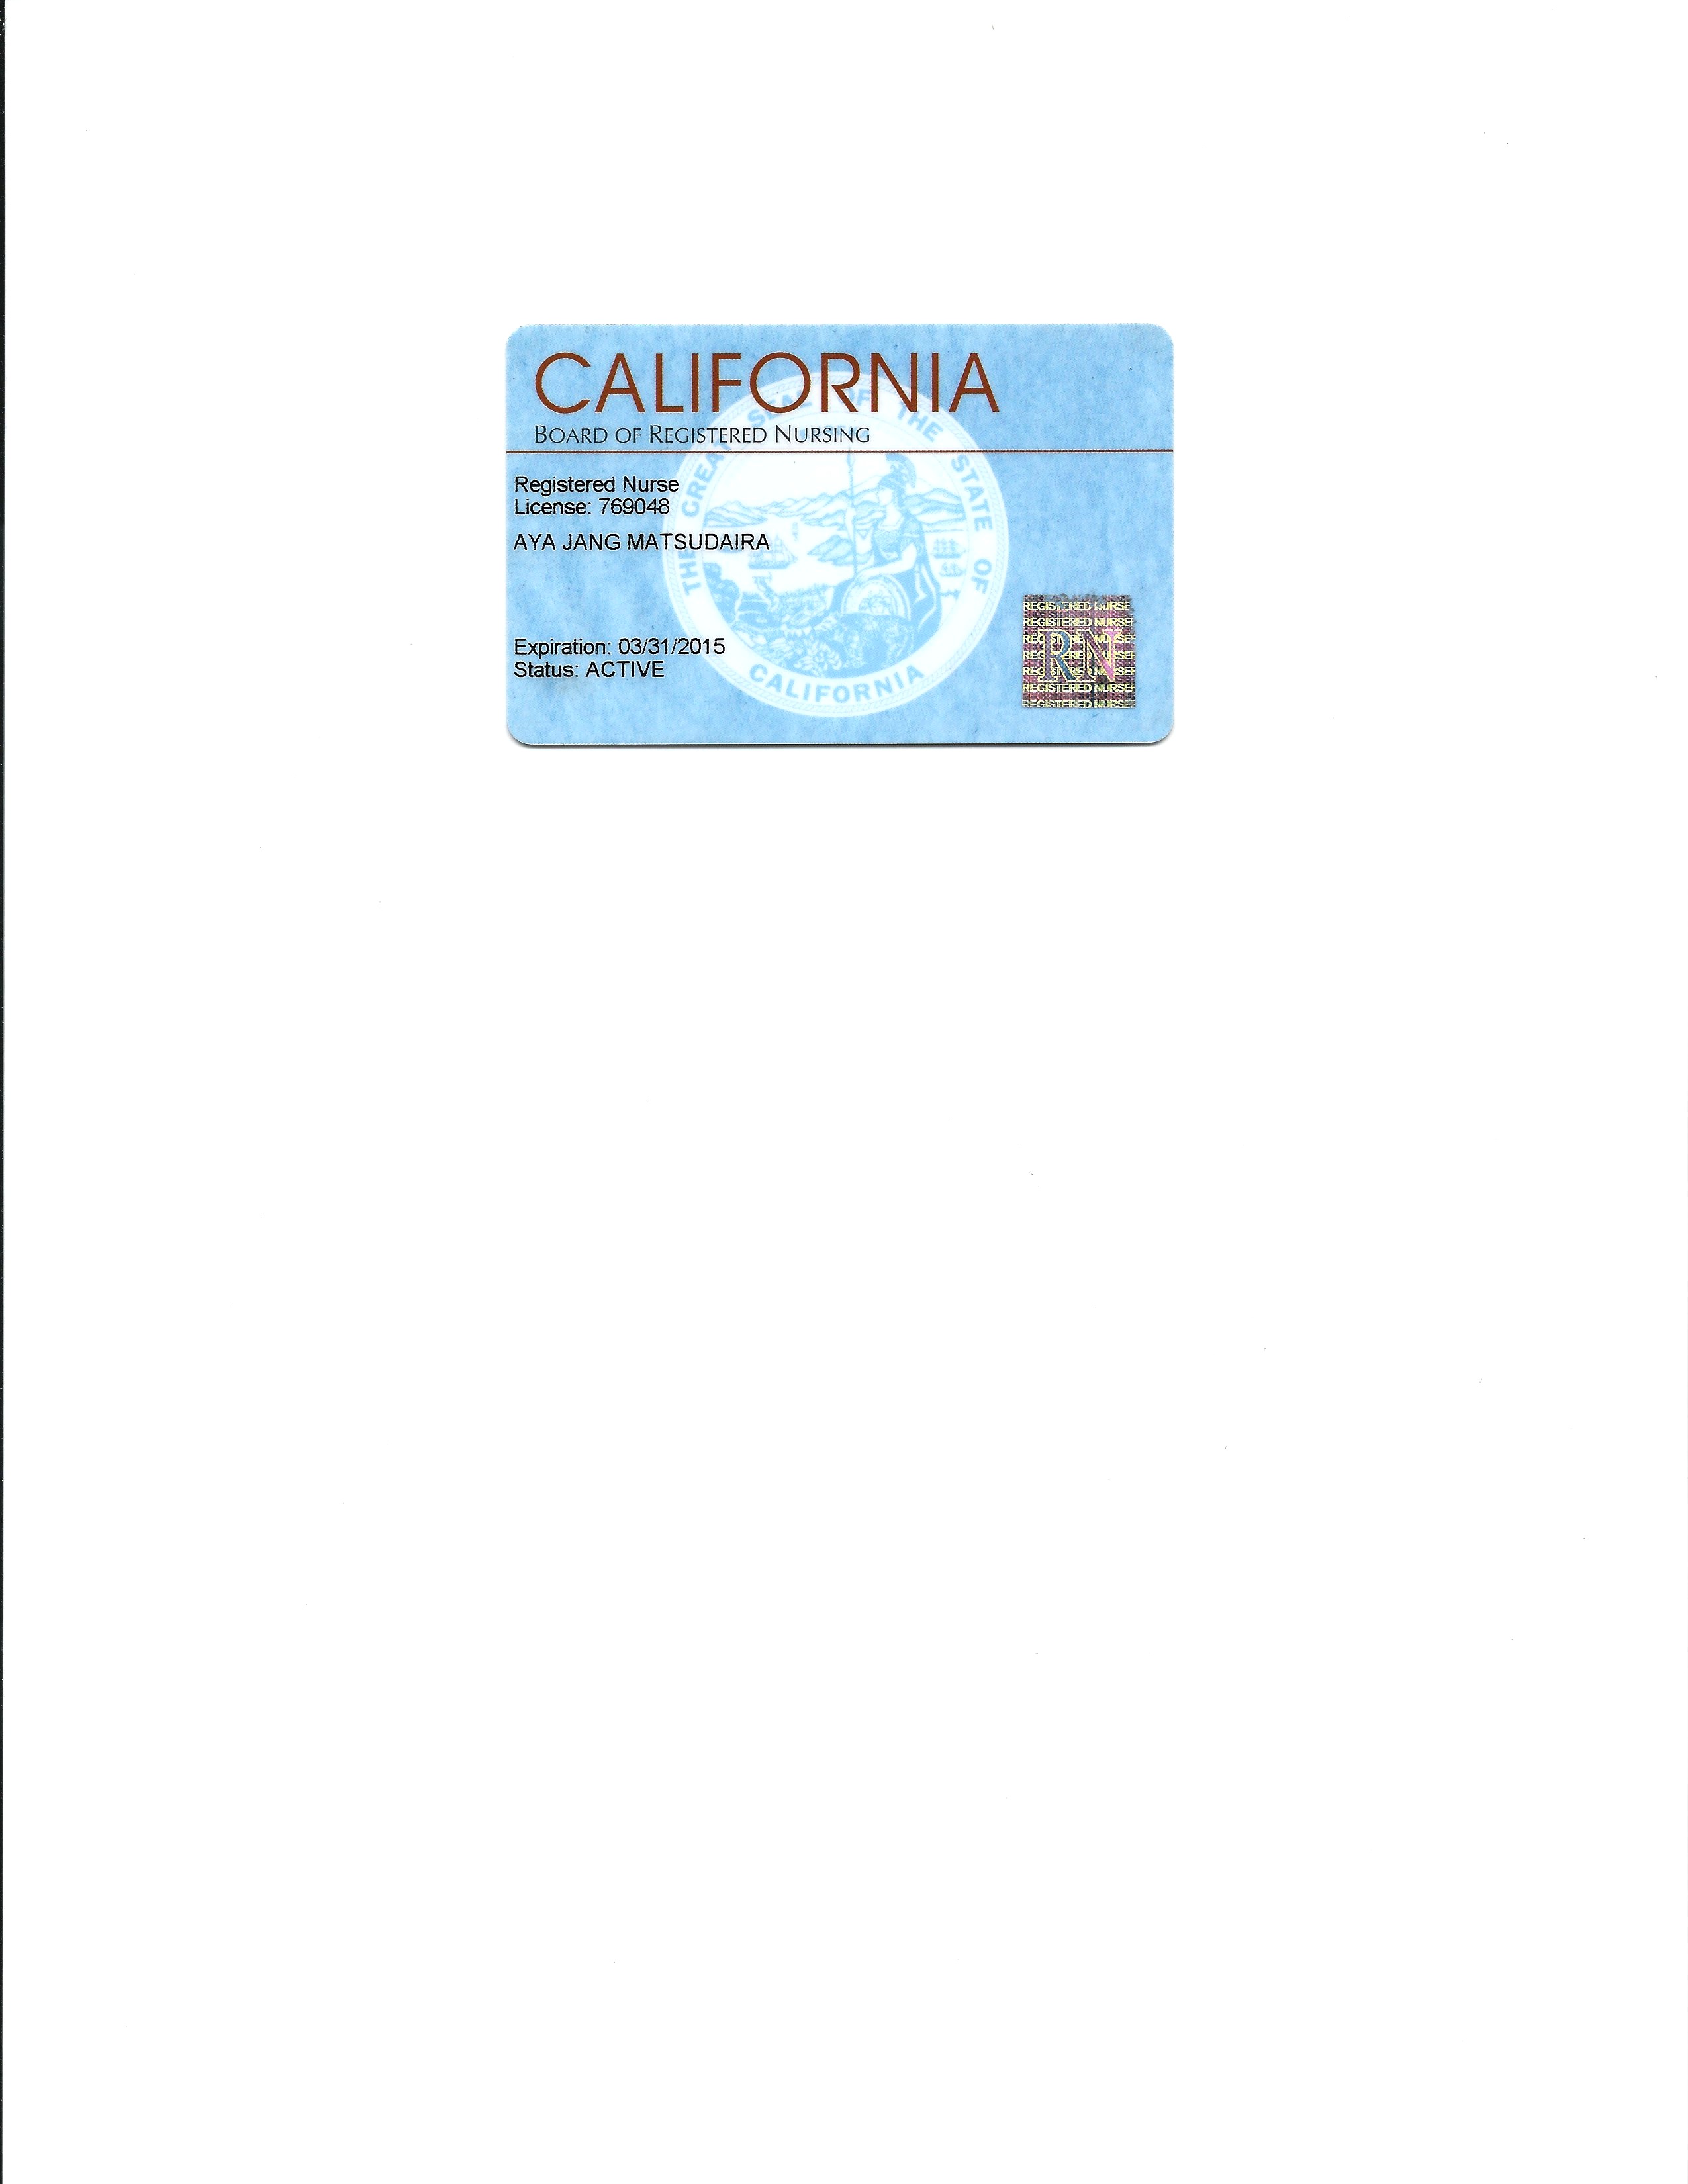 CALIFORNIA
BOARD OF REGISTERED NURSING
THE GREAT SEAL OF THE STATE OF CALIFORNIA
Registered Nurse
License: 769048
AYA JANG MATSUDAIRA
Expiration: 03/31/2015
Status: ACTIVE
REGISTERED NURSE
REGISTERED NURSE
REGISTERED NURSE
REGISTERED NURSE
REGISTERED NURSE
REGISTERED NURSE
REGISTERED NURSE
RN